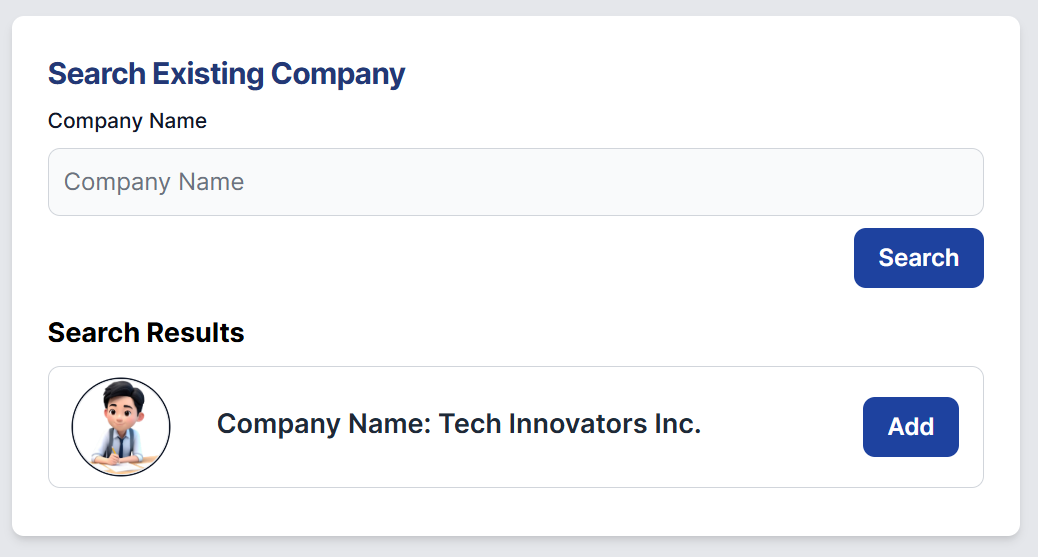 Search Existing Company
Company Name
Company Name
Search
Search Results
Company Name: Tech Innovators Inc.
Add